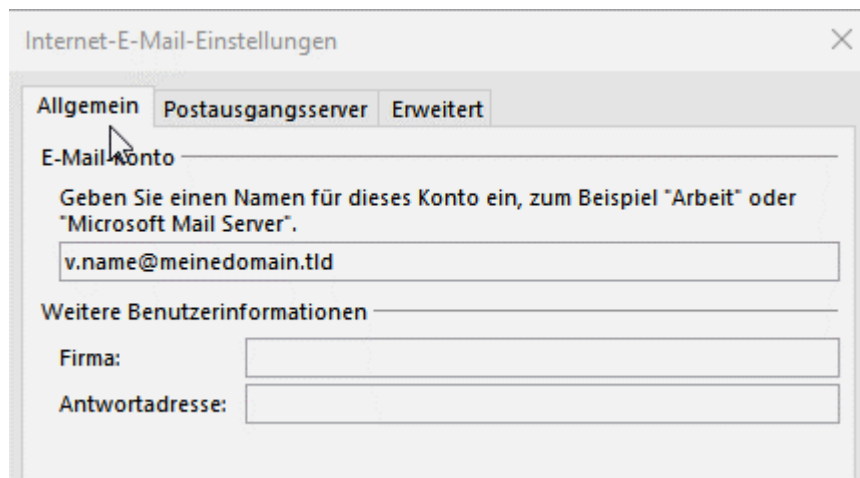 Internet-E-Mail-Einstellungen
Allgemein Postausgangsserver Erweitert
E-Mail-Konto
Geben Sie einen Namen für dieses Konto ein, zum Beispiel "Arbeit" oder
"Microsoft Mail Server".
v.name@meinedomain.tld
Weitere Benutzerinformationen
Firma:
Antwortadresse: